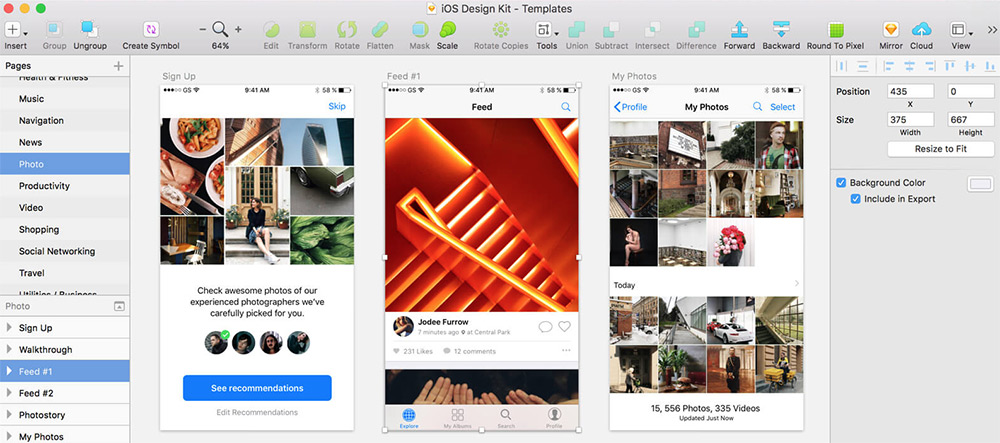 iOS Design Kit - Templates
Insert
Group
Ungroup
Create Symbol
64%
Edit
Transform
Rotate
Flatten
Mask
Scale
Rotate Copies
Tools
Union
Subtract
Intersect
Difference
Forward
Backward
Round To Pixel
Mirror
Cloud
View
Pages
Health & Fitness
Music
Navigation
News
Photo
Productivity
Video
Shopping
Social Networking
Travel
Utilities / Business
Photo
Sign Up
Walkthrough
Feed #1
Feed #2
Photostory
My Photos
Sign Up
GS 9:41 AM 58 %
Skip
Check awesome photos of our
experienced photographers we've
carefully picked for you.
See recommendations
Edit Recommendations
Feed #1
GS 9:41 AM 58 %
Feed
Jodee Furrow
7 minutes ago at Central Park
231 Likes 12 comments
Explore My Albums Search Profile
My Photos
GS 9:41 AM 58 %
Profile My Photos Select
Today
15, 556 Photos, 335 Videos
Updated Just Now
Position 435 0
X Y
Size 375 667
Width Height
Resize to Fit
Background Color
Include in Export